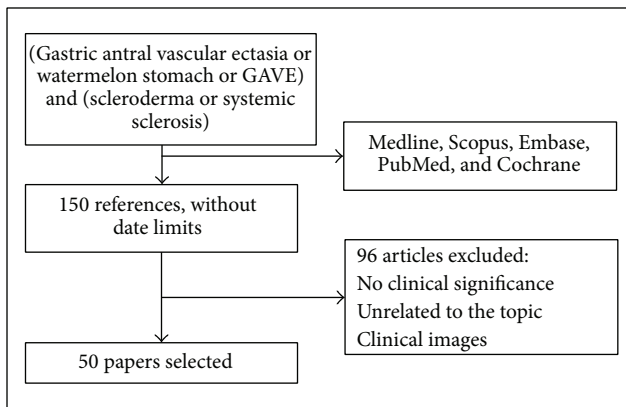 (Gastric antral vascular ectasia or
watermelon stomach or GAVE)
and (scleroderma or systemic
sclerosis)
Medline, Scopus, Embase,
PubMed, and Cochrane
150 references, without
date limits
96 articles excluded:
No clinical significance
Unrelated to the topic
Clinical images
50 papers selected